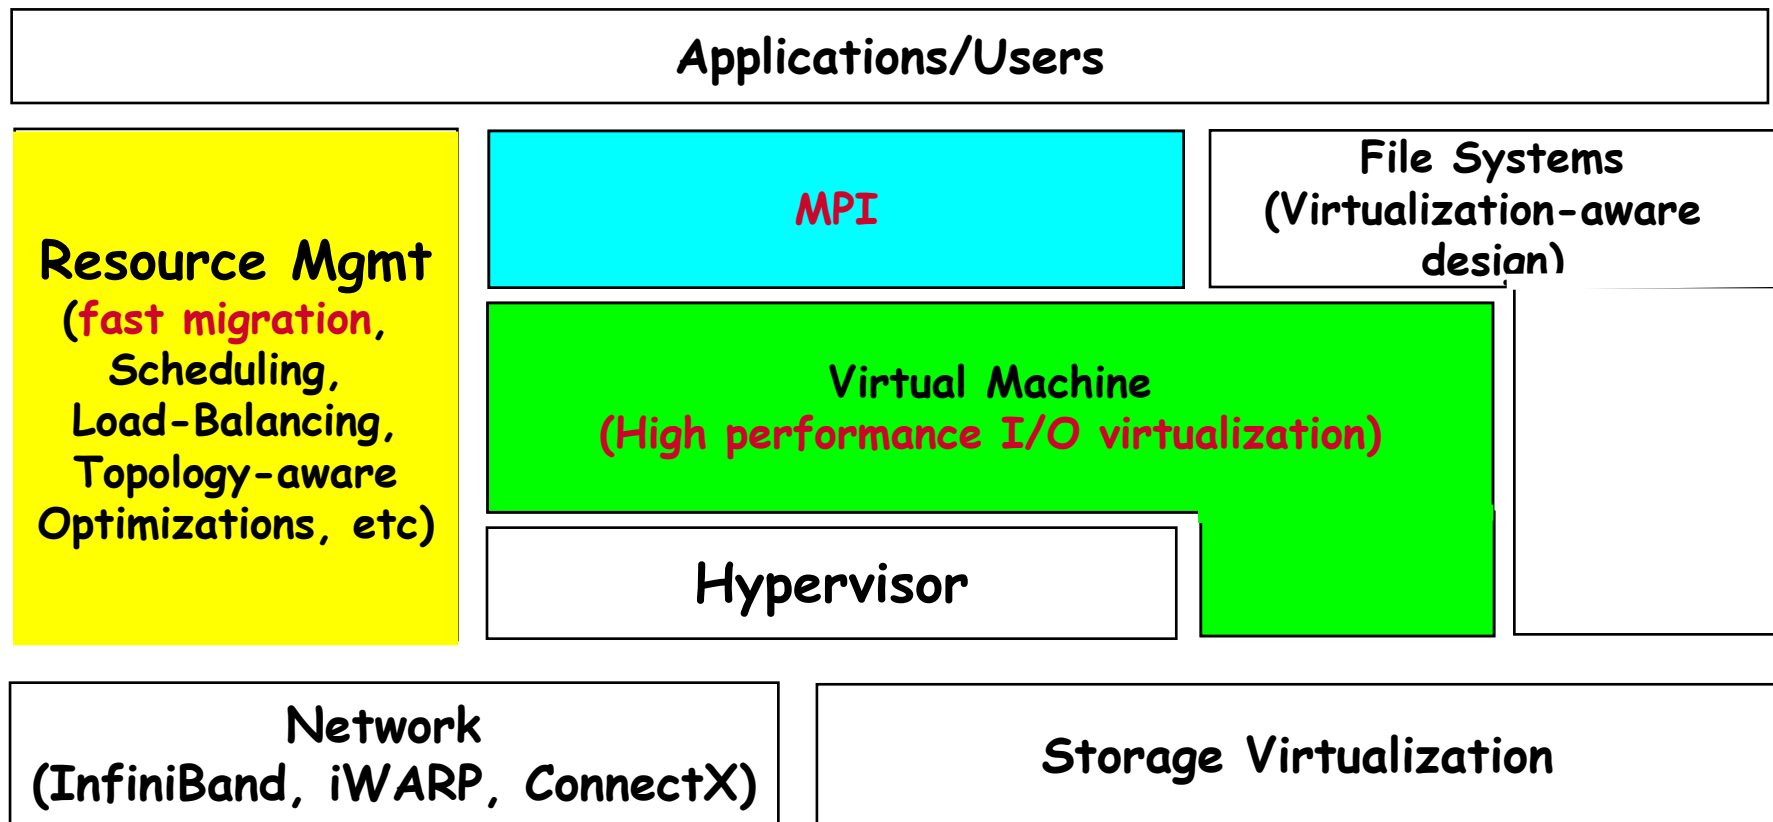 Applications/Users
Resource Mgmt
(fast migration,
Scheduling,
Load-Balancing,
Topology-aware
Optimizations, etc)
MPI
File Systems
(Virtualization-aware
design)
Virtual Machine
(High performance I/O virtualization)
Hypervisor
Network
(InfiniBand, iWARP, ConnectX)
Storage Virtualization